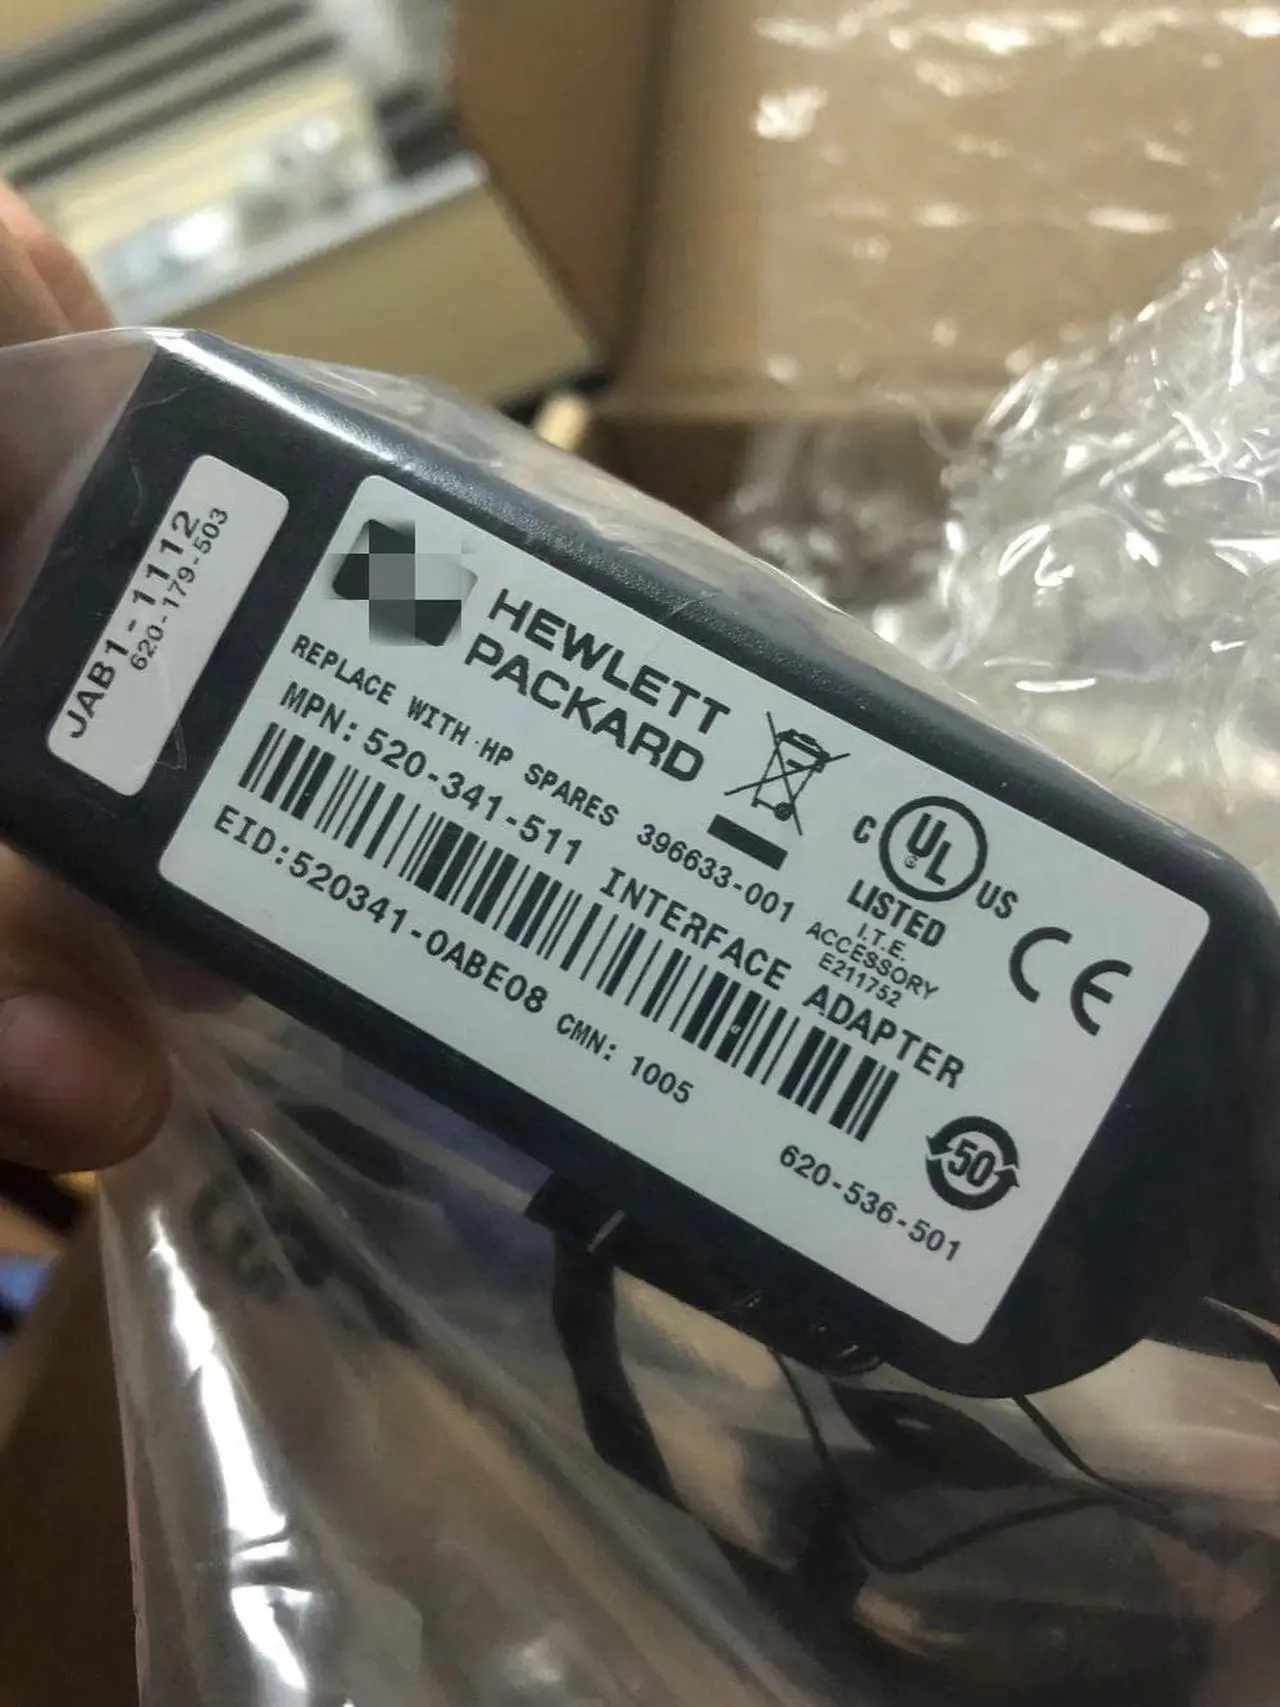 JAB1-1112
620-179-503
HEWLETT
PACKARD
REPLACE WITH HP SPARES 396633-001
MPN: 520-341-511 INTERFACE ADAPTER
EID:520341-0ABE08 CMN: 1005
C UL US
LISTED
I.T.E.
ACCESSORY
E211752
CE
50
620-536-501